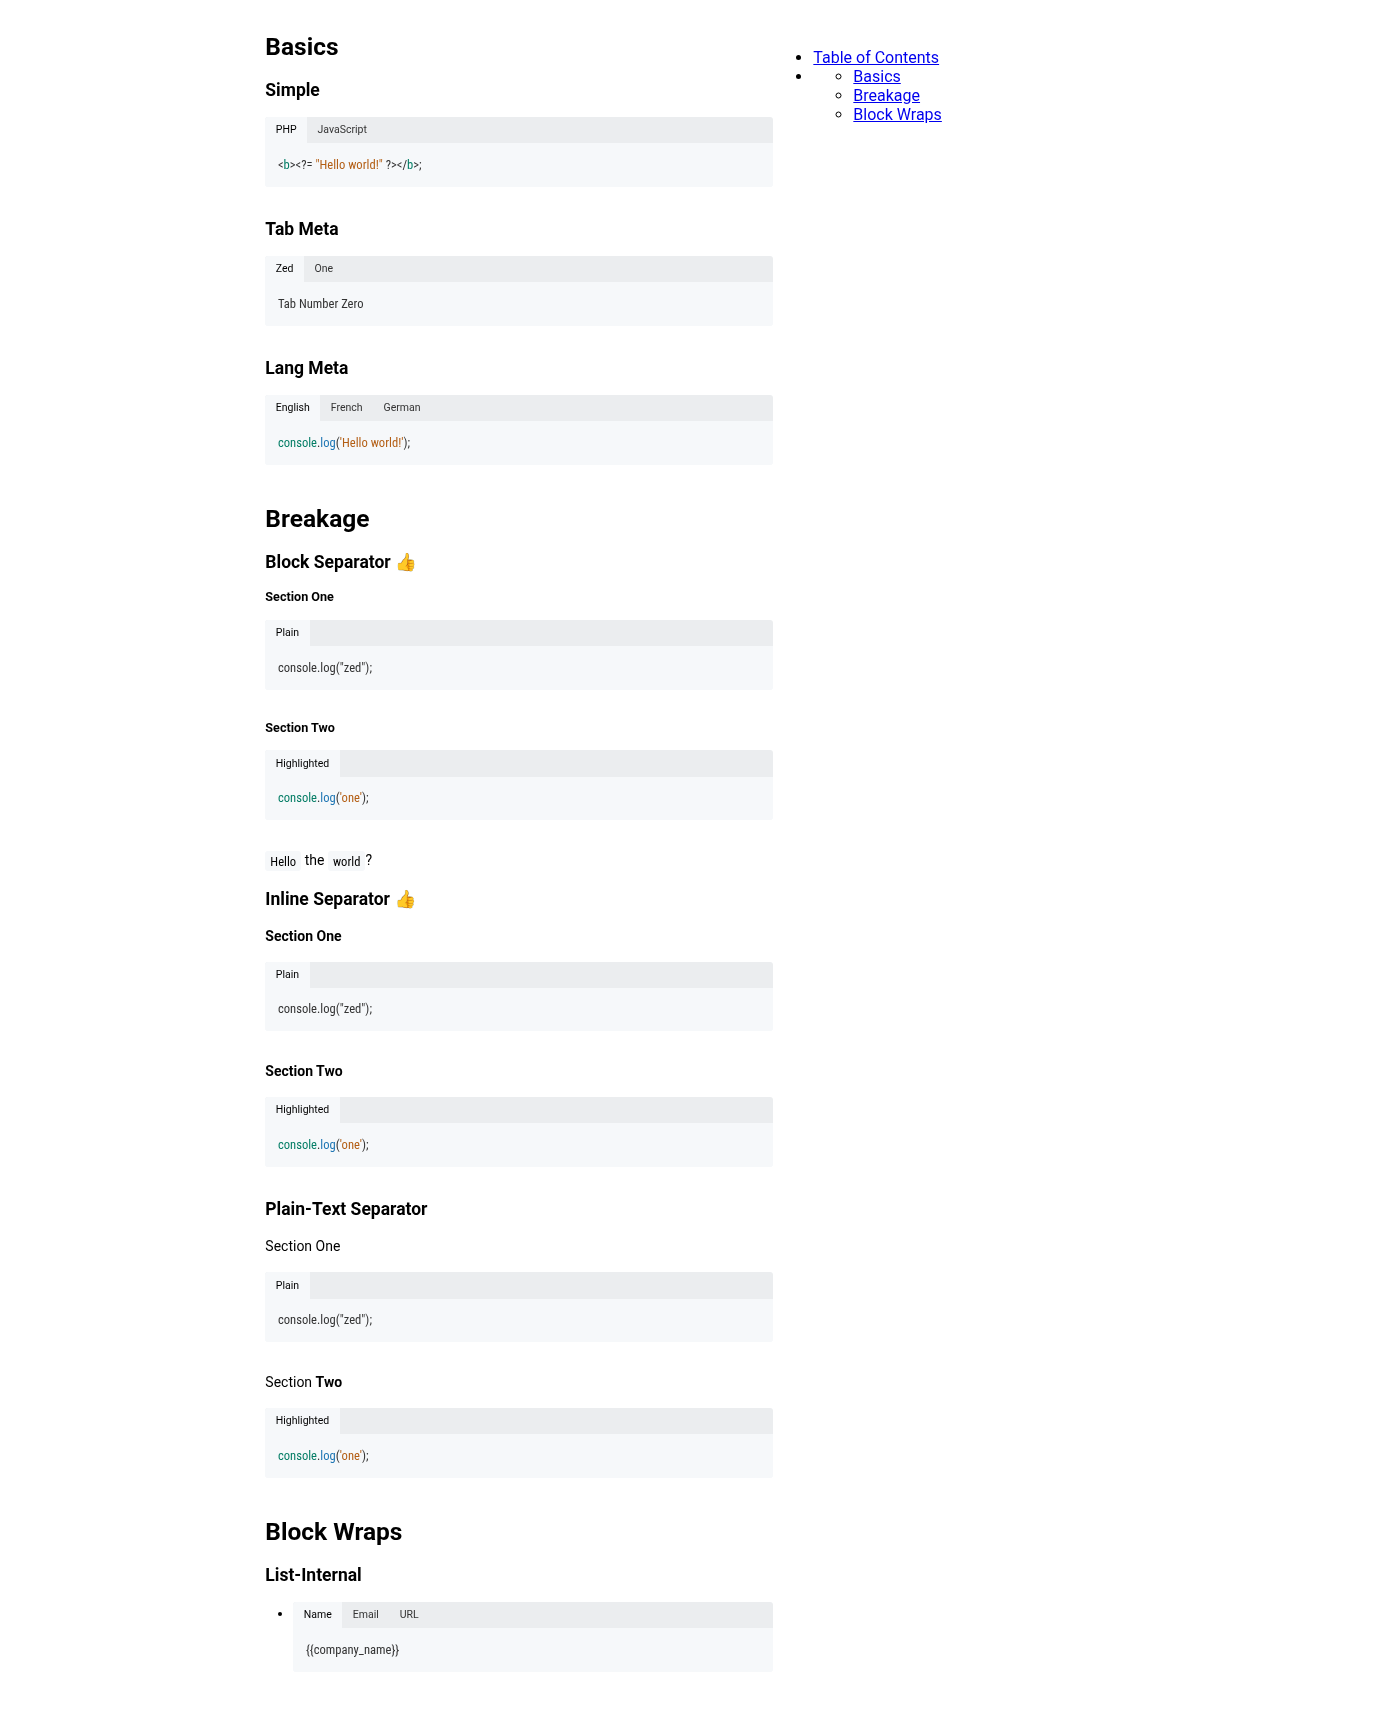 Basics
Simple
PHP JavaScript
<b><?= "Hello world!" ?></b>;
Tab Meta
Zed One
Tab Number Zero
Lang Meta
English French German
console.log('Hello world!');
Breakage
Block Separator 👍
Section One
Plain
console.log("zed");
Section Two
Highlighted
console.log('one');
Hello the world ?
Inline Separator 👍
Section One
Plain
console.log("zed");
Section Two
Highlighted
console.log('one');
Plain-Text Separator
Section One
Plain
console.log("zed");
Section Two
Highlighted
console.log('one');
Block Wraps
List-Internal
Name Email URL
{{company_name}}
Table of Contents
Basics
Breakage
Block Wraps